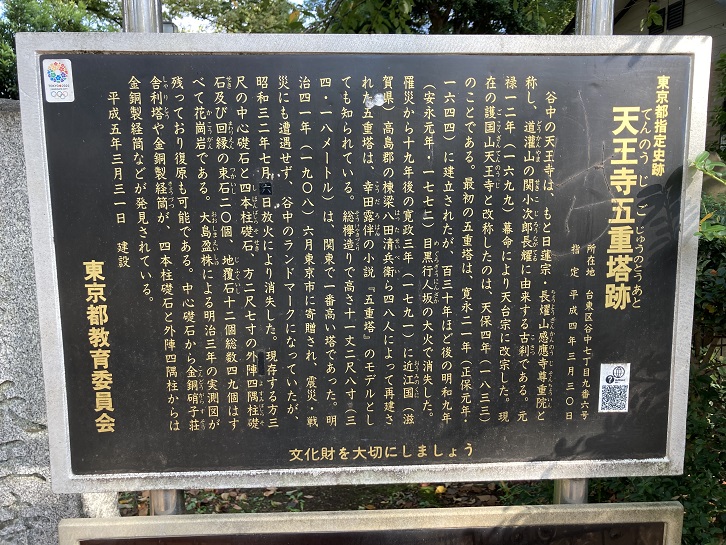 東京都指定史跡
天王寺五重塔跡
てんのうじごじゅうのとうあと
所在地 台東区谷中七丁目九番六号
指定 平成四年三月三〇日
谷中の天王寺は、もと日蓮宗・長燿山感應寺尊重院と
称し、道灌山の関小次郎長燿に由来する古刹である。元
禄一二年（一六九九）幕命により天台宗に改宗した。現
在の護国山天王寺と改称したのは、天保四年（一八三三）
のことである。最初の五重塔は、寛永二一年（正保元年・
一六四四）に建立されたが、百三十年ほど後の明和九年
（安永元年・一七七二）目黒行人坂の大火で消失した。
罹災から十九年後の寛政三年（一七九一）に近江国（滋
賀県）高島郡の棟梁八田清兵衛ら四八人によって再建さ
れた五重塔は、幸田露伴の小説『五重塔』のモデルとし
ても知られている。総欅造りで高さ十一丈二尺八寸（三
四・一八メートル）は、関東で一番高い塔であった。明
治四一年（一九〇八）六月東京市に寄贈され、震災・戦
災にも遭遇せず、谷中のランドマークになっていたが、
昭和三二年七月六日放火により消失した。現存する方三
尺の中心礎石と四本柱礎石、方二尺七寸の外陣四隅柱礎
石及び回縁の束石二〇個、地覆石十二個総数四九個はす
べて花崗岩である。大島盈株による明治三年の実測図が
残っており復原も可能である。中心礎石から金銅硝子荘
舎利塔や金銅製経筒が、四本柱礎石と外陣四隅柱からは
金銅製経筒などが発見されている。
平成五年三月三一日 建設
東京都教育委員会
文化財を大切にしましょう
TOKYO 2020